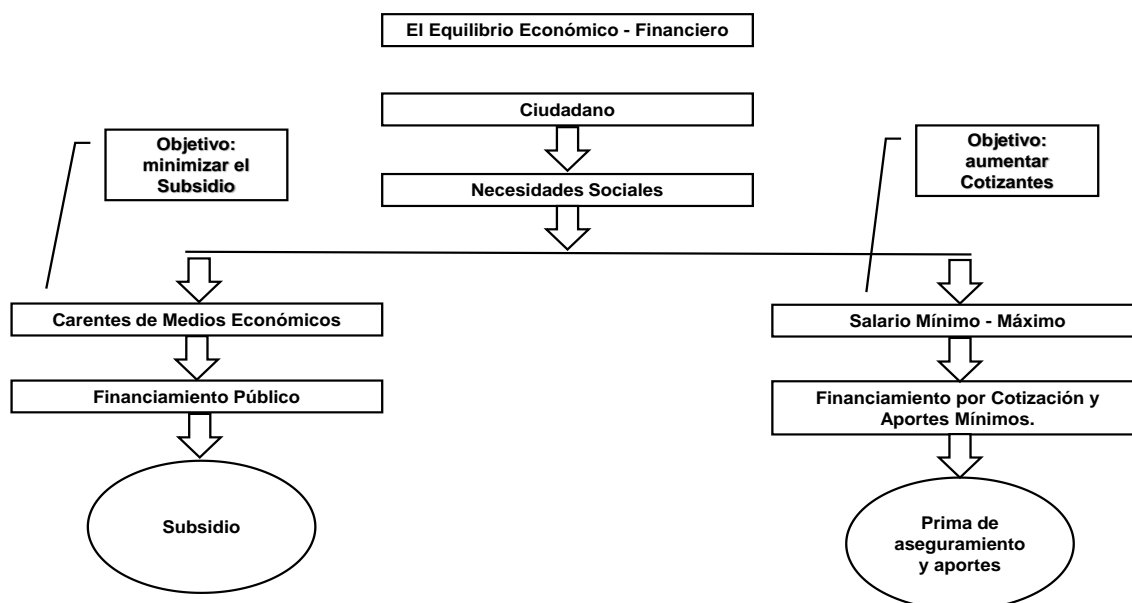 El Equilibrio Económico - Financiero
Ciudadano
Objetivo:
minimizar el
Subsidio
Objetivo:
aumentar
Cotizantes
Necesidades Sociales
Carentes de Medios Económicos
Salario Mínimo - Máximo
Financiamiento Público
Financiamiento por Cotización y
Aportes Mínimos.
Subsidio
Prima de
aseguramiento
y aportes